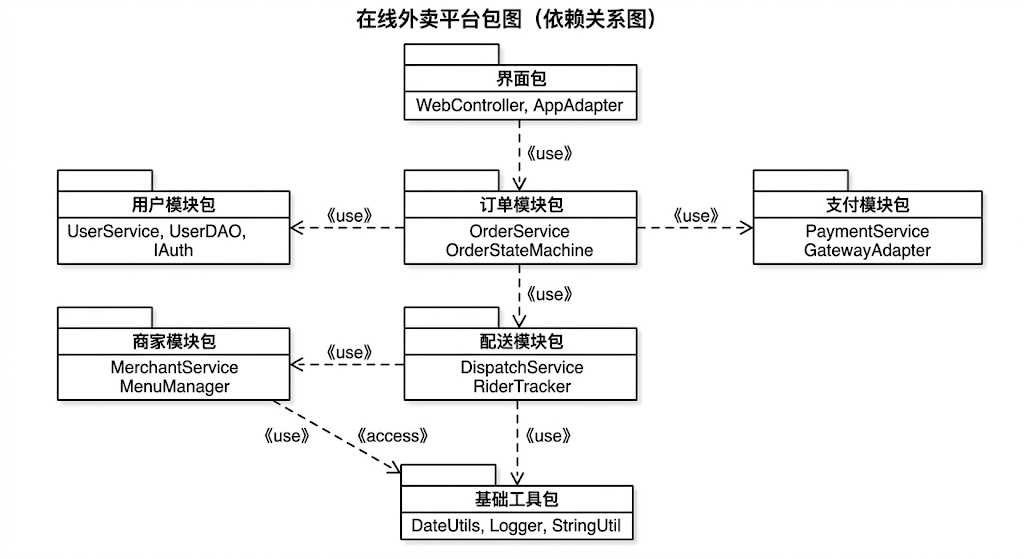 在线外卖平台包图（依赖关系图）
界面包
WebController, AppAdapter
《use》
用户模块包
UserService, UserDAO,
IAuth
《use》
订单模块包
OrderService
OrderStateMachine
《use》
支付模块包
PaymentService
GatewayAdapter
《use》
商家模块包
MerchantService
MenuManager
《use》
配送模块包
DispatchService
RiderTracker
《use》
《access》
《use》
基础工具包
DateUtils, Logger, StringUtil